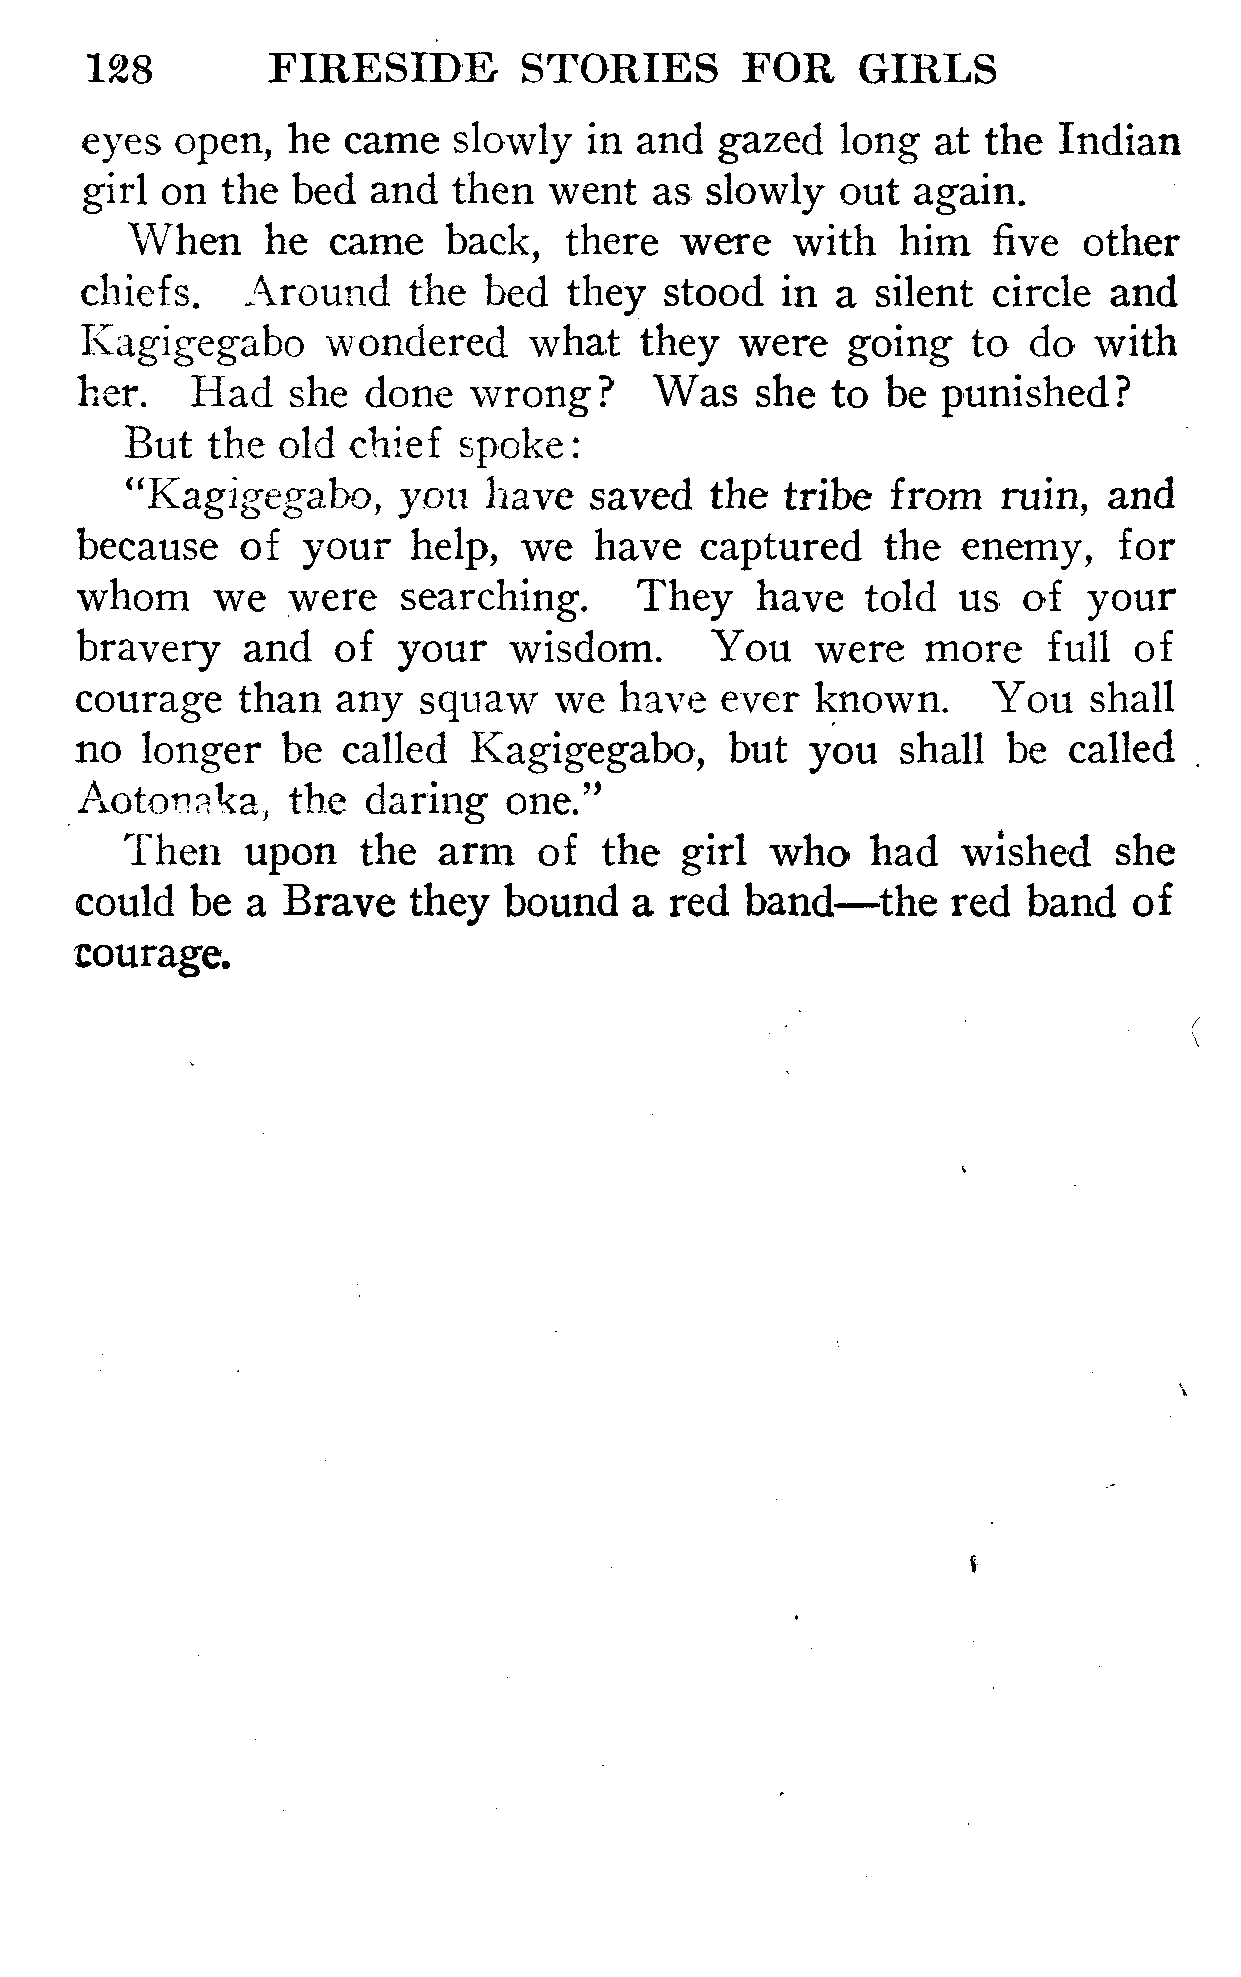 128 FIRESIDE STORIES FOR GIRLS
eyes open, he came slowly in and gazed long at the Indian
girl on the bed and then went as slowly out again.
When he came back, there were with him five other
chiefs. Around the bed they stood in a silent circle and
Kagigegabo wondered what they were going to do with
her. Had she done wrong? Was she to be punished?
But the old chief spoke:
"Kagigegabo, you have saved the tribe from ruin, and
because of your help, we have captured the enemy, for
whom we were searching. They have told us of your
bravery and of your wisdom. You were more full of
courage than any squaw we have ever known. You shall
no longer be called Kagigegabo, but you shall be called
Aotonaka, the daring one."
Then upon the arm of the girl who had wished she
could be a Brave they bound a red band—the red band of
courage.